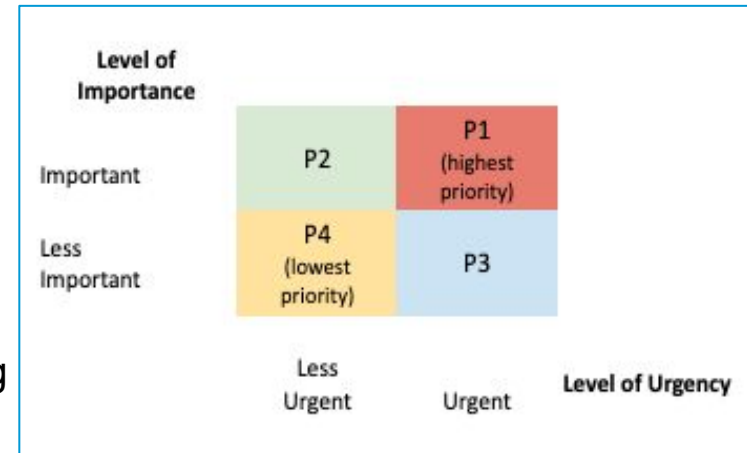 Level of
Importance
P2
P1
(highest
priority)
Important
P4
(lowest
priority)
P3
Less
Important
g
Less
Urgent
Urgent
Level of Urgency